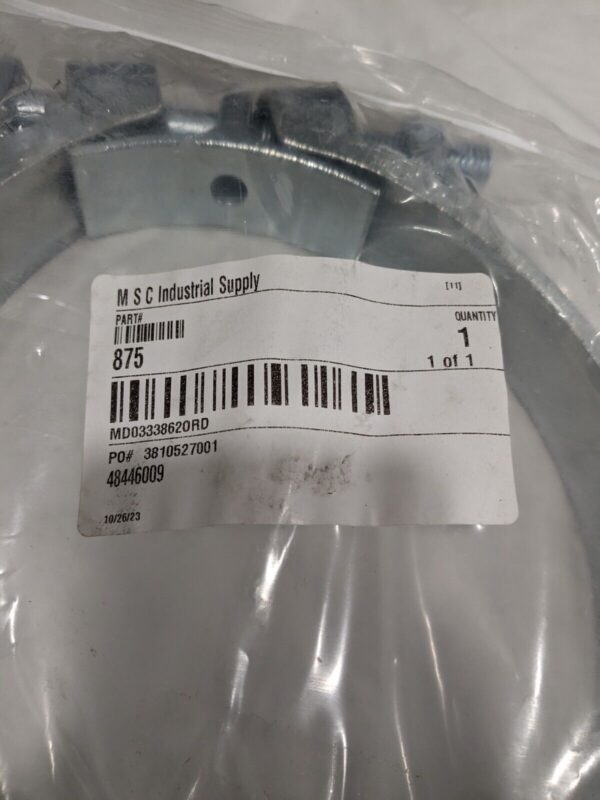 M S C Industrial Supply
[11]
PART#
QUANTITY
875
1
1 of 1
MD03338620RD
PO# 3810527001
48446009
10/26/23